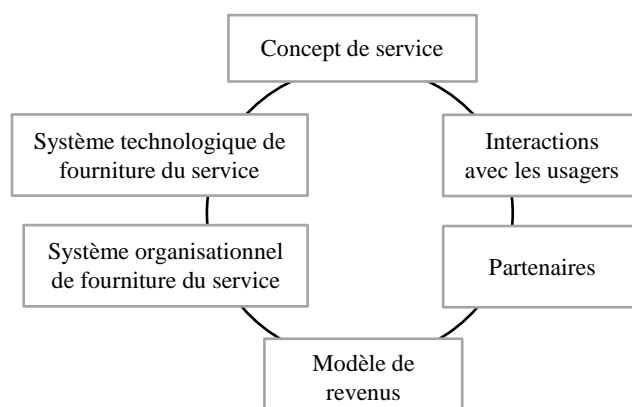 Concept de service
Système technologique de
fourniture du service
Interactions
avec les usagers
Système organisationnel
de fourniture du service
Partenaires
Modèle de
revenus